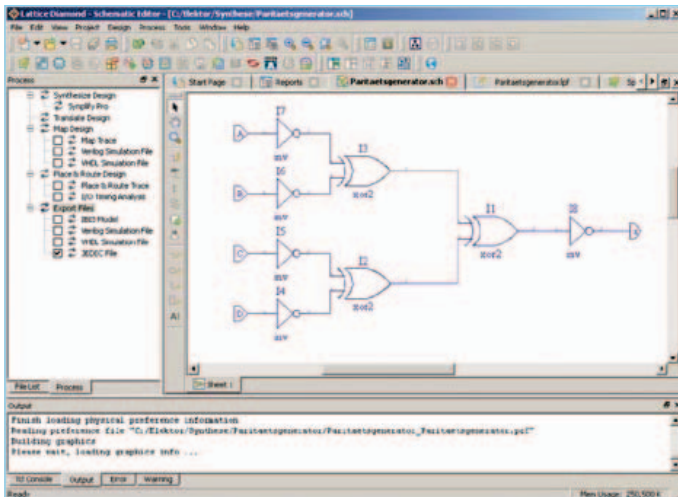 Lattice Diamond - Schematic Editor - [C:/Elektor/Synthese/Paritaetsgenerator.sch]
File Edit View Project Design Process Tools Window Help
Process
Start Page Reports Paritaetsgenerator.sch Paritaetsgenerator.lpf
Synthesize Design
Synplify Pro
Translate Design
Map Design
Map Trace
Verilog Simulation File
VHDL Simulation File
Place & Route Design
Place & Route Trace
I/O Timing Analysis
Export Files
IBIS Model
Verilog Simulation File
VHDL Simulation File
JEDEC File
I7
A
inv
I3
I6
xor2
B
inv
I1
I8
I5
xor2
inv
C
inv
I2
I4
xor2
D
inv
File List Process
Sheet 1
Output
Finish loading physical preference information
Reading preference file "C:/Elektor/Synthese/Paritaetsgenerator/Paritaetsgenerator_Paritaetsgenerator.prf"
Building graphics
Please wait, loading graphics info ...
Tcl Console Output Error Warning
Ready Mem Usage: 250,500 K